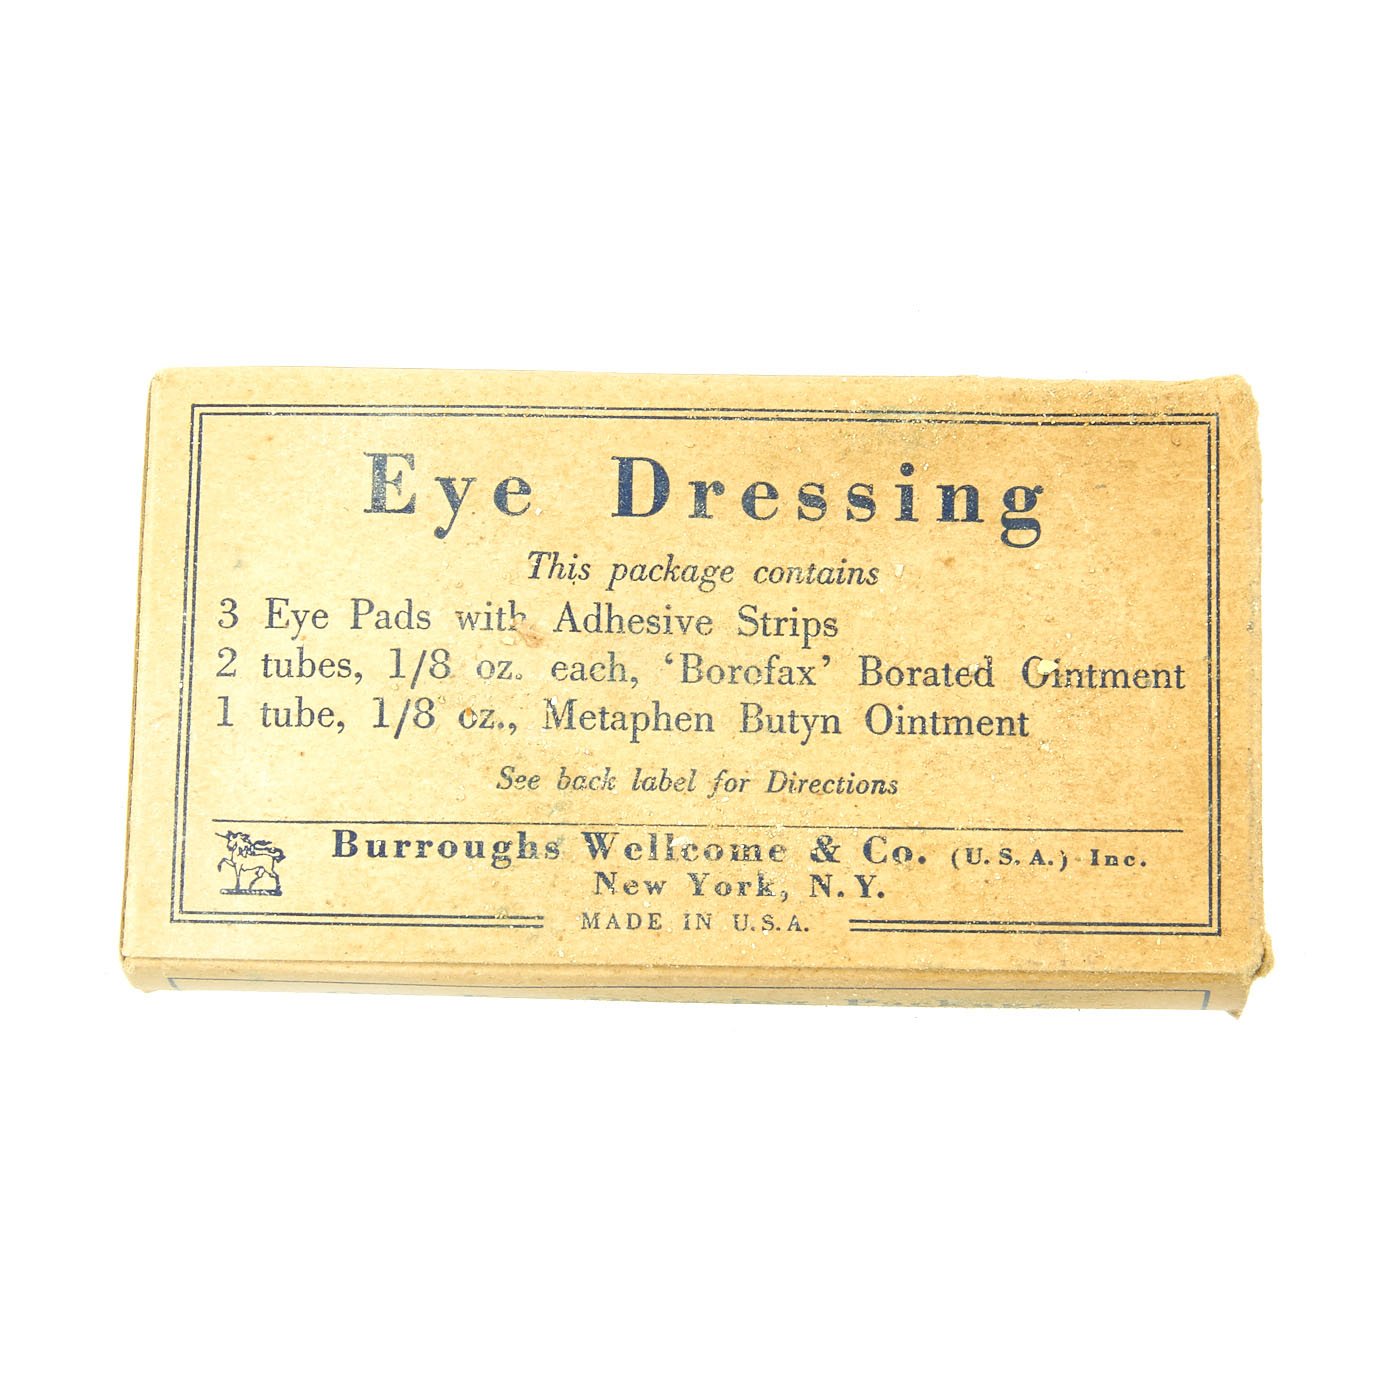 Eye Dressing
This package contains
3 Eye Pads with Adhesive Strips
2 tubes, 1/8 oz. each, ‘Borofax’ Borated Ointment
1 tube, 1/8 oz., Metaphen Butyn Ointment
See back label for Directions
Burroughs Wellcome & Co. (U.S.A.) Inc.
New York, N.Y.
MADE IN U.S.A.